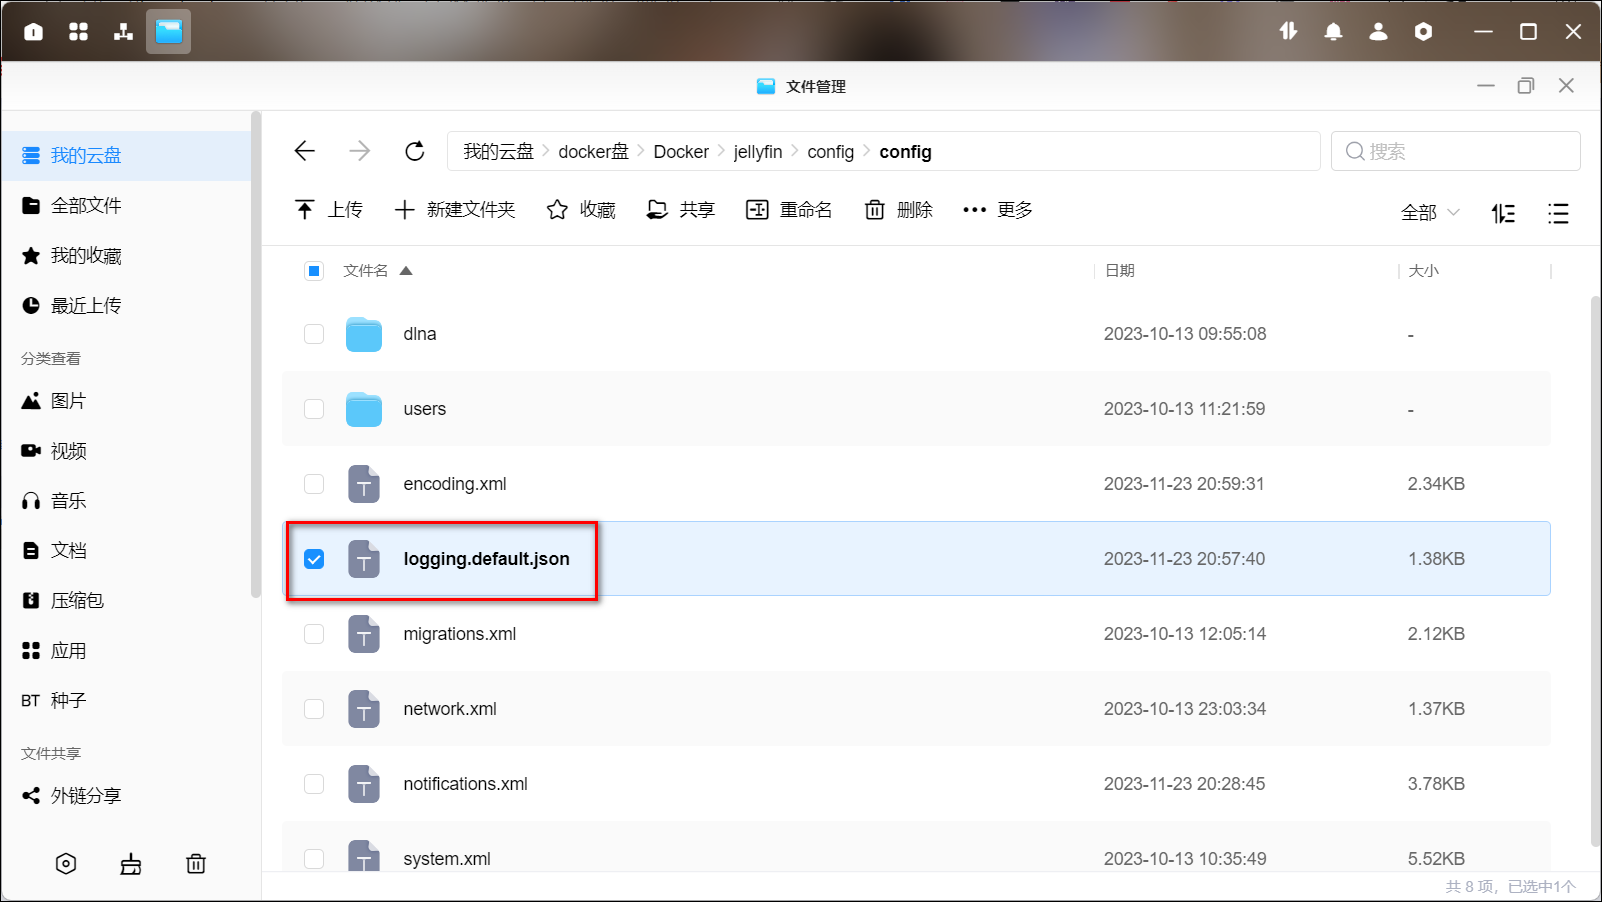 文件管理
我的云盘
全部文件
我的收藏
最近上传
分类查看
图片
视频
音乐
文档
压缩包
应用
BT 种子
文件共享
外链分享
我的云盘 > docker盘 > Docker > jellyfin > config > config
搜索
上传 新建文件夹 收藏 共享 重命名 删除 ••• 更多
全部
文件名 日期 大小
dlna 2023-10-13 09:55:08 -
users 2023-10-13 11:21:59 -
encoding.xml 2023-11-23 20:59:31 2.34KB
logging.default.json 2023-11-23 20:57:40 1.38KB
migrations.xml 2023-10-13 12:05:14 2.12KB
network.xml 2023-10-13 23:03:34 1.37KB
notifications.xml 2023-11-23 20:28:45 3.78KB
system.xml 2023-10-13 10:35:49 5.52KB
共 8 项，已选中1个